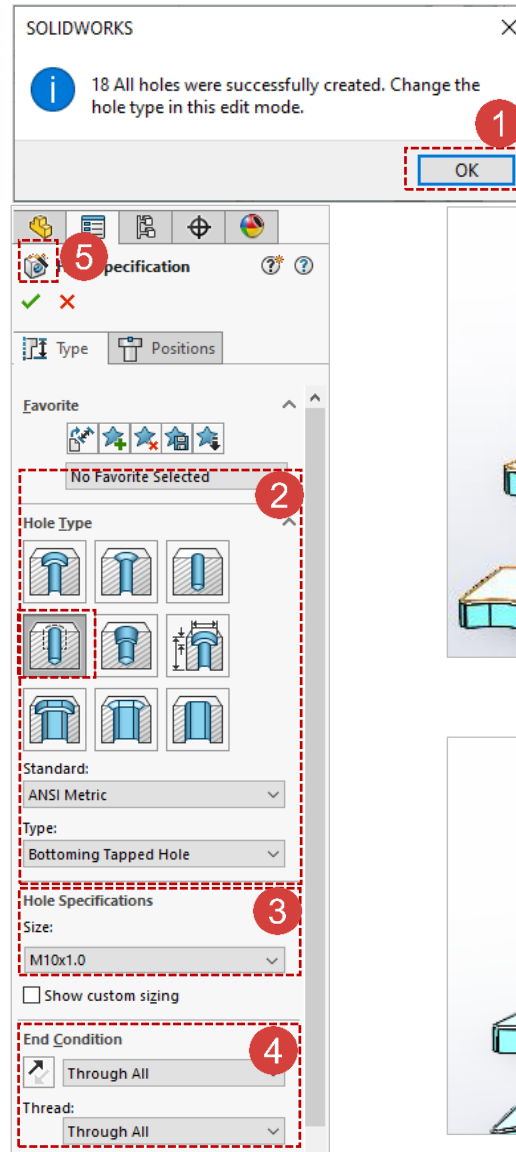 SOLIDWORKS
18 All holes were successfully created. Change the
hole type in this edit mode.
1
OK
5
pecification
Type
Positions
Favorite
No Favorite Selected
2
Hole Type
Standard:
ANSI Metric
Type:
Bottoming Tapped Hole
Hole Specifications
3
Size:
M10x1.0
Show custom sizing
End Condition
4
Through All
Thread:
Through All